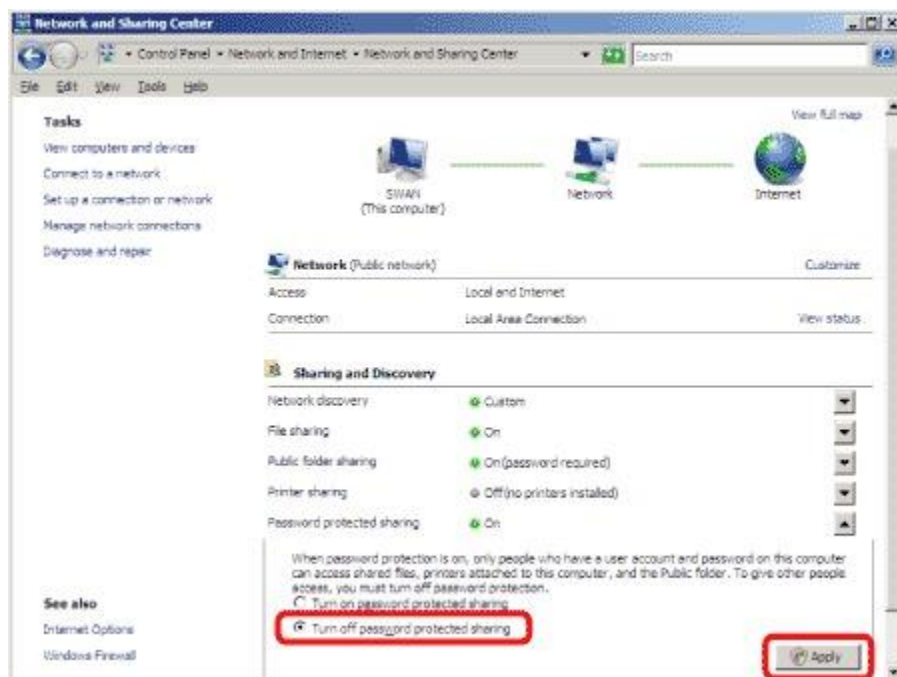 Network and Sharing Center
Control Panel
Network and Internet
Network and Sharing Center
Search
File Edit View Tools Help
Tasks
View computers and devices
Connect to a network
Set up a connection or network
Manage network connections
Diagnose and repair
View full map
SWAN
(This computer)
Network
Internet
Network (Public network)
Customize
Access Local and Internet
Connection Local Area Connection View status
Sharing and Discovery
Network discovery Custom
File sharing On
Public folder sharing On(password required)
Printer sharing Off(no printers installed)
Password protected sharing On
When password protection is on, only people who have a user account and password on this computer
can access shared files, printers attached to this computer, and the Public folder. To give other people
access, you must turn off password protection.
Turn on password protected sharing
Turn off password protected sharing
Apply
See also
Internet Options
Windows Firewall